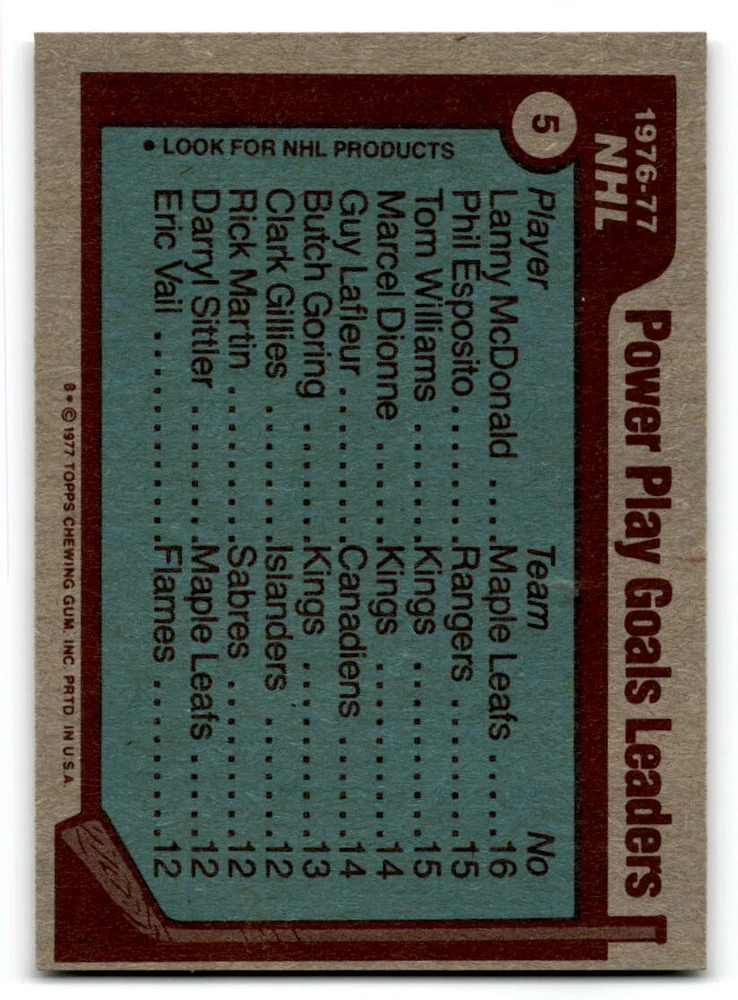 1976-77
NHL
Power Play Goals Leaders
5
Player Team No
Lanny McDonald .... Maple Leafs ..... 16
Phil Esposito ........ Rangers ........ 15
Tom Williams ........ Kings ............ 15
Marcel Dionne ...... Kings ............ 14
Guy Lafleur .......... Canadiens ...... 14
Butch Goring ........ Kings ............ 13
Clark Gilles .......... Islanders ........ 12
Rick Martin .......... Sabres .......... 12
Darryl Sittler ........ Maple Leafs ..... 12
Eric Vail .............. Flames .......... 12
• LOOK FOR NHL PRODUCTS
8* © 1977 TOPPS CHEWING GUM, INC PRTD IN U.S.A.